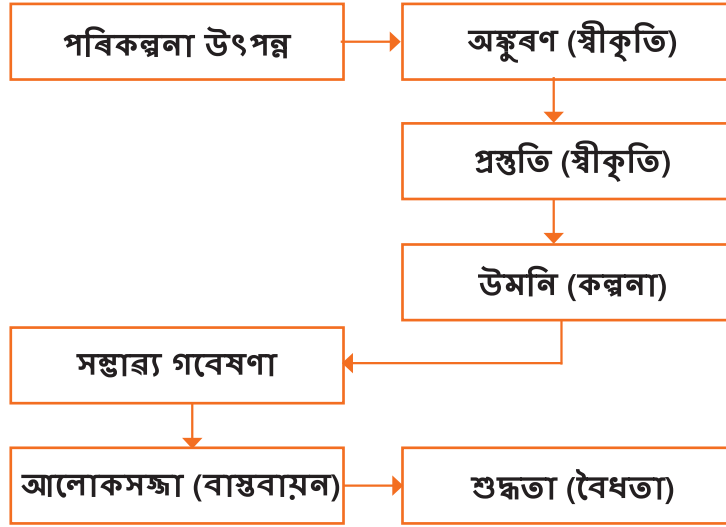 পৰিকল্পনা উৎপন্ন
অঙ্কুৰণ (স্বীকৃতি)
প্ৰস্তুতি (স্বীকৃতি)
উমনি (কল্পনা)
সম্ভাৱ্য গবেষণা
আলোকসজ্জা (বাস্তবায়ন)
শুদ্ধতা (বৈধতা)